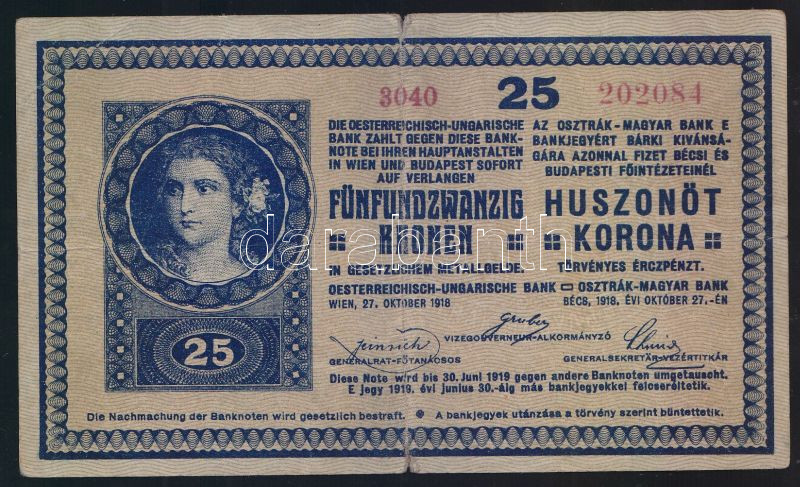 3040 25 202084
DIE OESTERREICHISCH-UNGARISCHE
BANK ZAHLT GEGEN DIESE BANK-
NOTE BEI IHREN HAUPTANSTALTEN
IN WIEN UND BUDAPEST SOFORT
AUF VERLANGEN
FÜNFUNDZWANZIG
KRONEN
IN GESETZLICHEM METALLGELDE.
OESTERREICHISCH-UNGARISCHE BANK
WIEN, 27. OKTOBER 1918
AZ OSZTRÁK-MAGYAR BANK E
BANKJEGYÉRT BÁRKI KIVÁNSÁ-
GÁRA AZONNAL FIZET BÉCSI ÉS
BUDAPESTI FŐINTÉZETEINÉL
HUSZONÖT
KORONA
TÖRVÉNYES ÉRCZPÉNZT.
OSZTRÁK-MAGYAR BANK
BÉCS, 1918. ÉVI OKTÓBER 27.-ÉN
25
Gruber
VIZEGOUVERNEUR-ALKORMÁNYZÓ
GENERALRAT-FŐTANÁCSOS
GENERALSEKRETÄR-VEZÉRTITKÁR
Diese Note wird bis 30. Juni 1919 gegen andere Banknoten umgetauscht.
E jegy 1919. évi junius 30.-áig más bankjegyekkel felcseréltetik.
Die Nachmachung der Banknoten wird gesetzlich bestraft. A bankjegyek utánzása a törvény szerint büntettetik.
darabanth